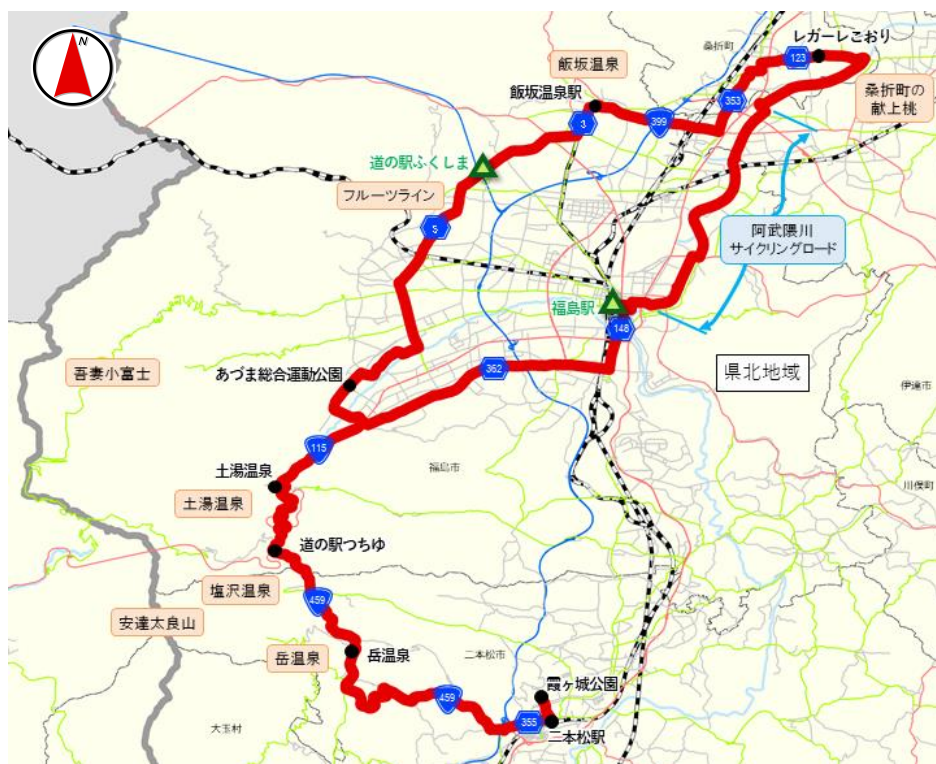 N
レガーレこおり
桑折町
123
飯坂温泉
桑折町の
献上桃
飯坂温泉駅
353
3
399
道の駅ふくしま
フルーツライン
5
阿武隈川
サイクリングロード
福島駅
148
県北地域
吾妻小富士
362
あづま総合運動公園
伊達市
115
土湯温泉
福島市
川俣町
土湯温泉
道の駅つちゆ
塩沢温泉
459
安達太良山
岳温泉
岳温泉
二本松市
霞ヶ城公園
459
355
大玉村
二本松駅